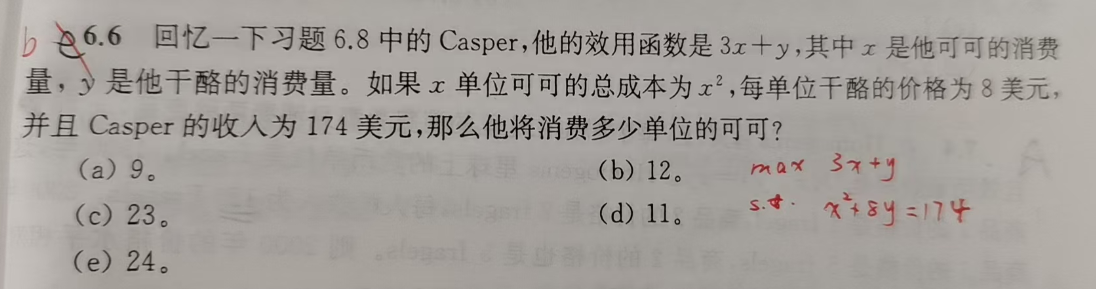 b e 6.6 回忆一下习题 6.8 中的 Casper,他的效用函数是 3x+y,其中 x 是他可可的消费
量,y 是他干酪的消费量。如果 x 单位可可的总成本为 x²,每单位干酪的价格为 8 美元,
并且 Casper 的收入为 174 美元,那么他将消费多少单位的可可?
(a) 9。 (b) 12。 max 3x+y
(c) 23。 (d) 11。 s.t. x²+8y=174
(e) 24。